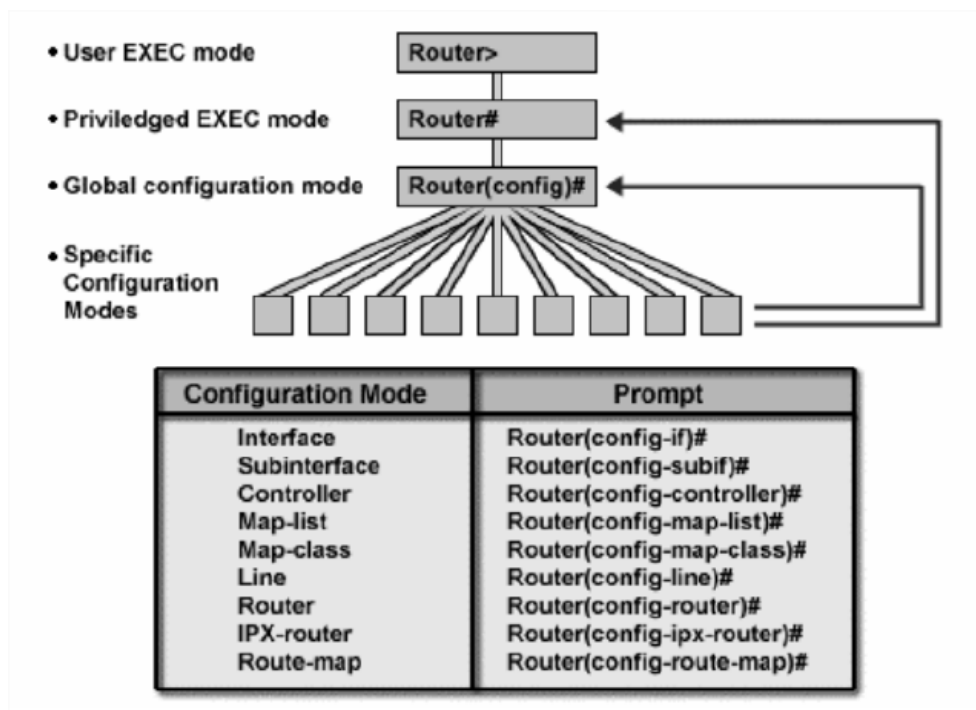 • User EXEC mode Router>
• Priviledged EXEC mode Router#
• Global configuration mode Router(config)#
• Specific
Configuration
Modes
Configuration Mode Prompt
Interface Router(config-if)#
Subinterface Router(config-subif)#
Controller Router(config-controller)#
Map-list Router(config-map-list)#
Map-class Router(config-map-class)#
Line Router(config-line)#
Router Router(config-router)#
IPX-router Router(config-ipx-router)#
Route-map Router(config-route-map)#